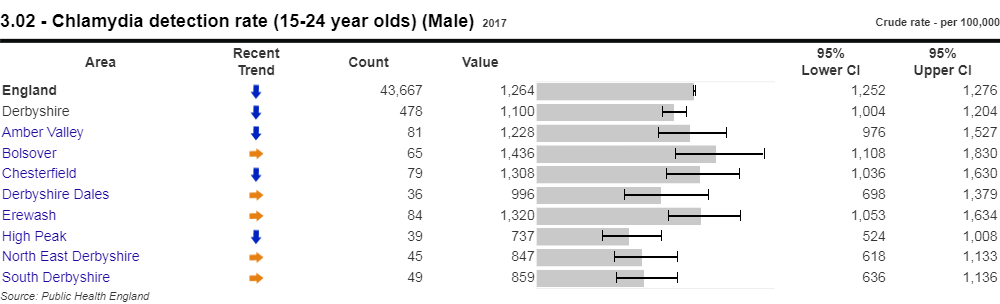 3.02 - Chlamydia detection rate (15-24 year olds) (Male) 2017 Crude rate - per 100,000
Area Recent Trend Count Value 95% Lower CI 95% Upper CI
England 43,667 1,264 1,252 1,276
Derbyshire 478 1,100 1,004 1,204
Amber Valley 81 1,228 976 1,527
Bolsover 65 1,436 1,108 1,830
Chesterfield 79 1,308 1,036 1,630
Derbyshire Dales 36 996 698 1,379
Erewash 84 1,320 1,053 1,634
High Peak 39 737 524 1,008
North East Derbyshire 45 847 618 1,133
South Derbyshire 49 859 636 1,136
Source: Public Health England